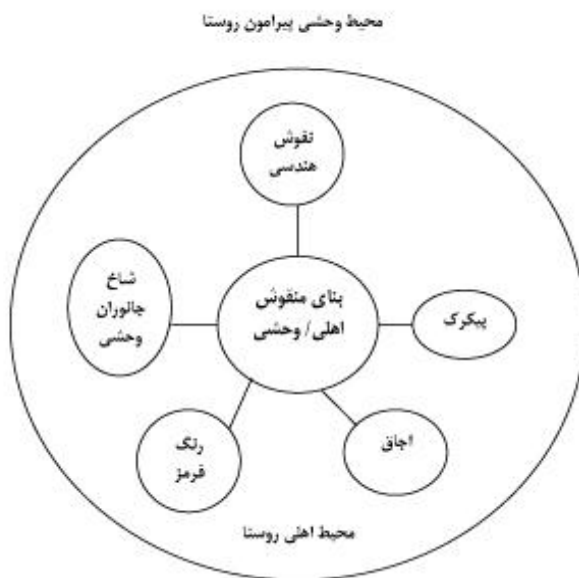 محیط وحشی پیرامون روستا
نقوش
هندسی
شاخ
جانوران
وحشی
بنای منقوش
اهلی/ وحشی
پیکرک
رنگ
قرمز
اجاق
محیط اهلی روستا